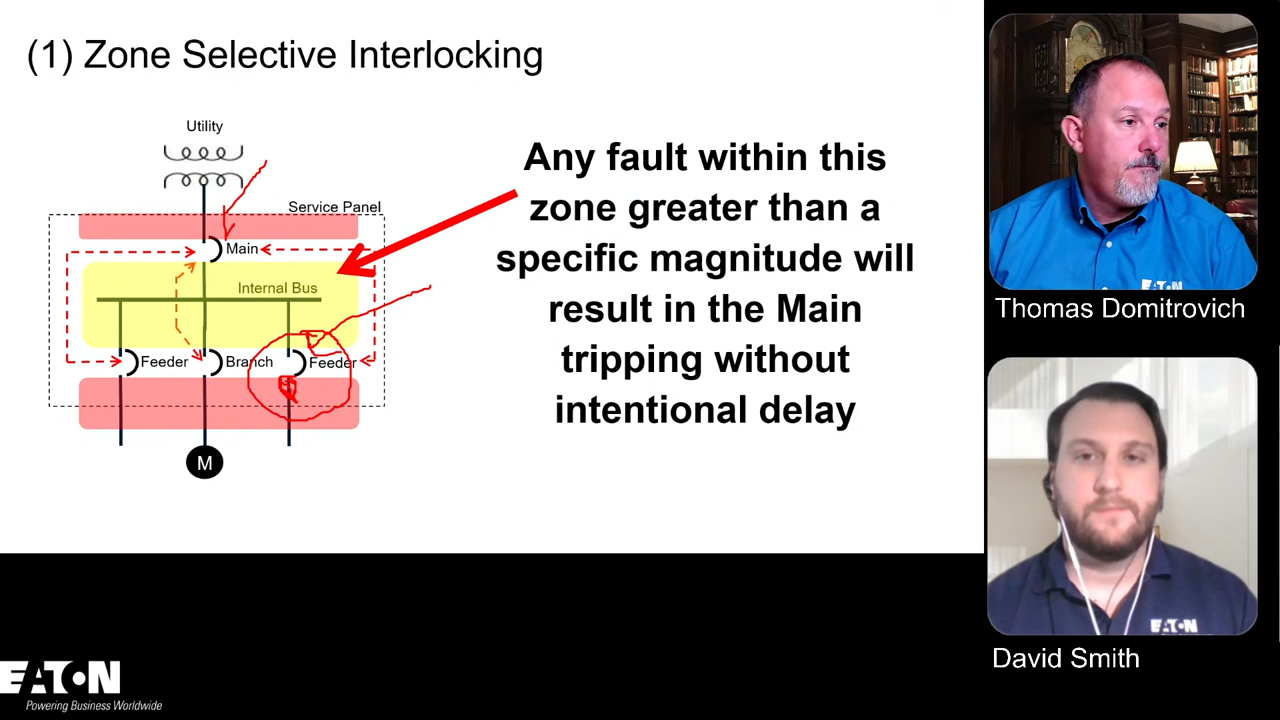 (1) Zone Selective Interlocking
Utility
Service Panel
Main
Internal Bus
Feeder
Branch
Feeder
M
Any fault within this
zone greater than a
specific magnitude will
result in the Main
tripping without
intentional delay
EATON
Thomas Domitrovich
EATON
David Smith
EATON
Powering Business Worldwide